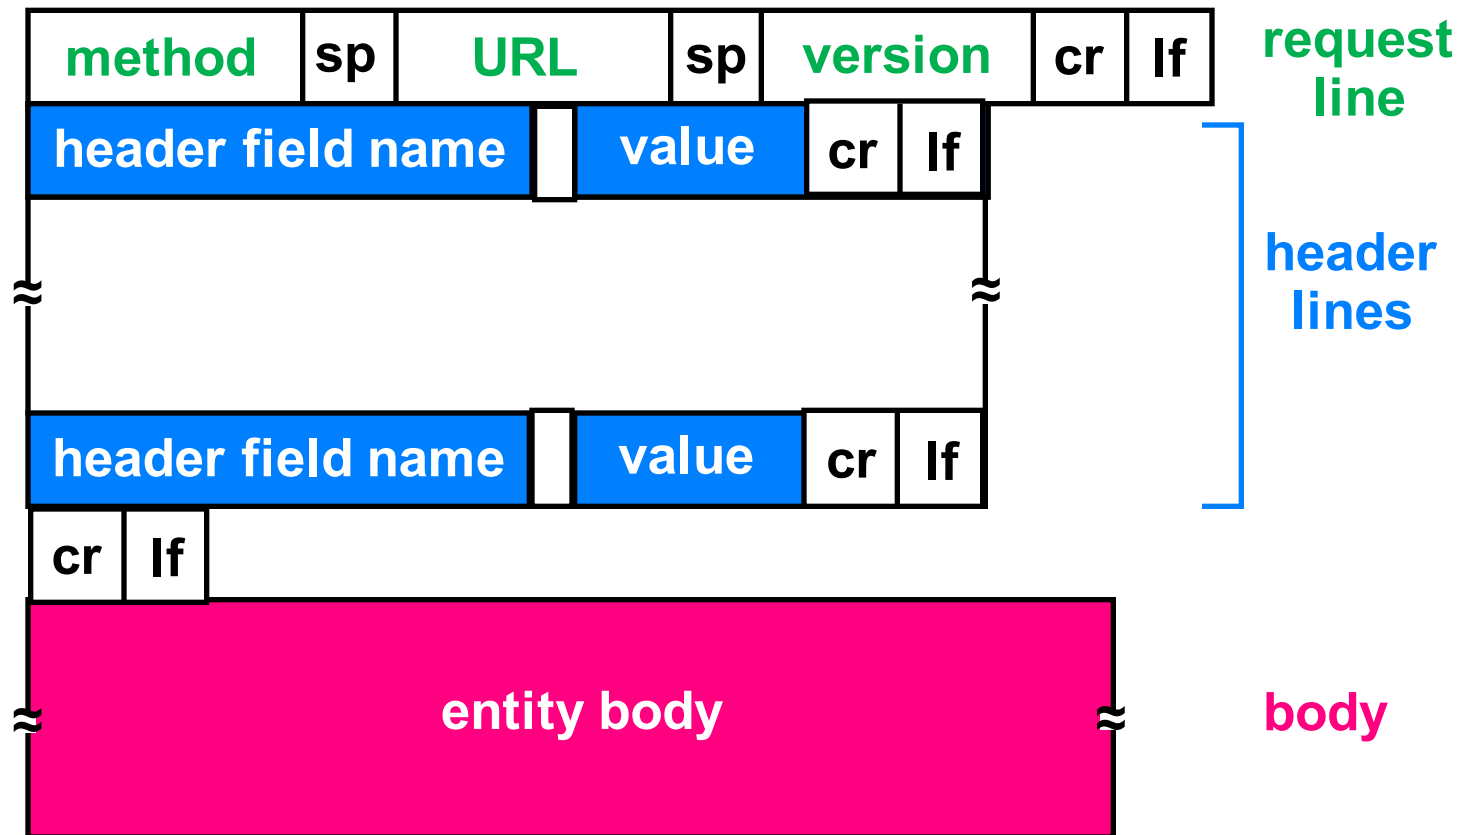 method sp URL sp version cr lf request
line
header field name value cr lf
header
lines
header field name value cr lf
cr lf
entity body body